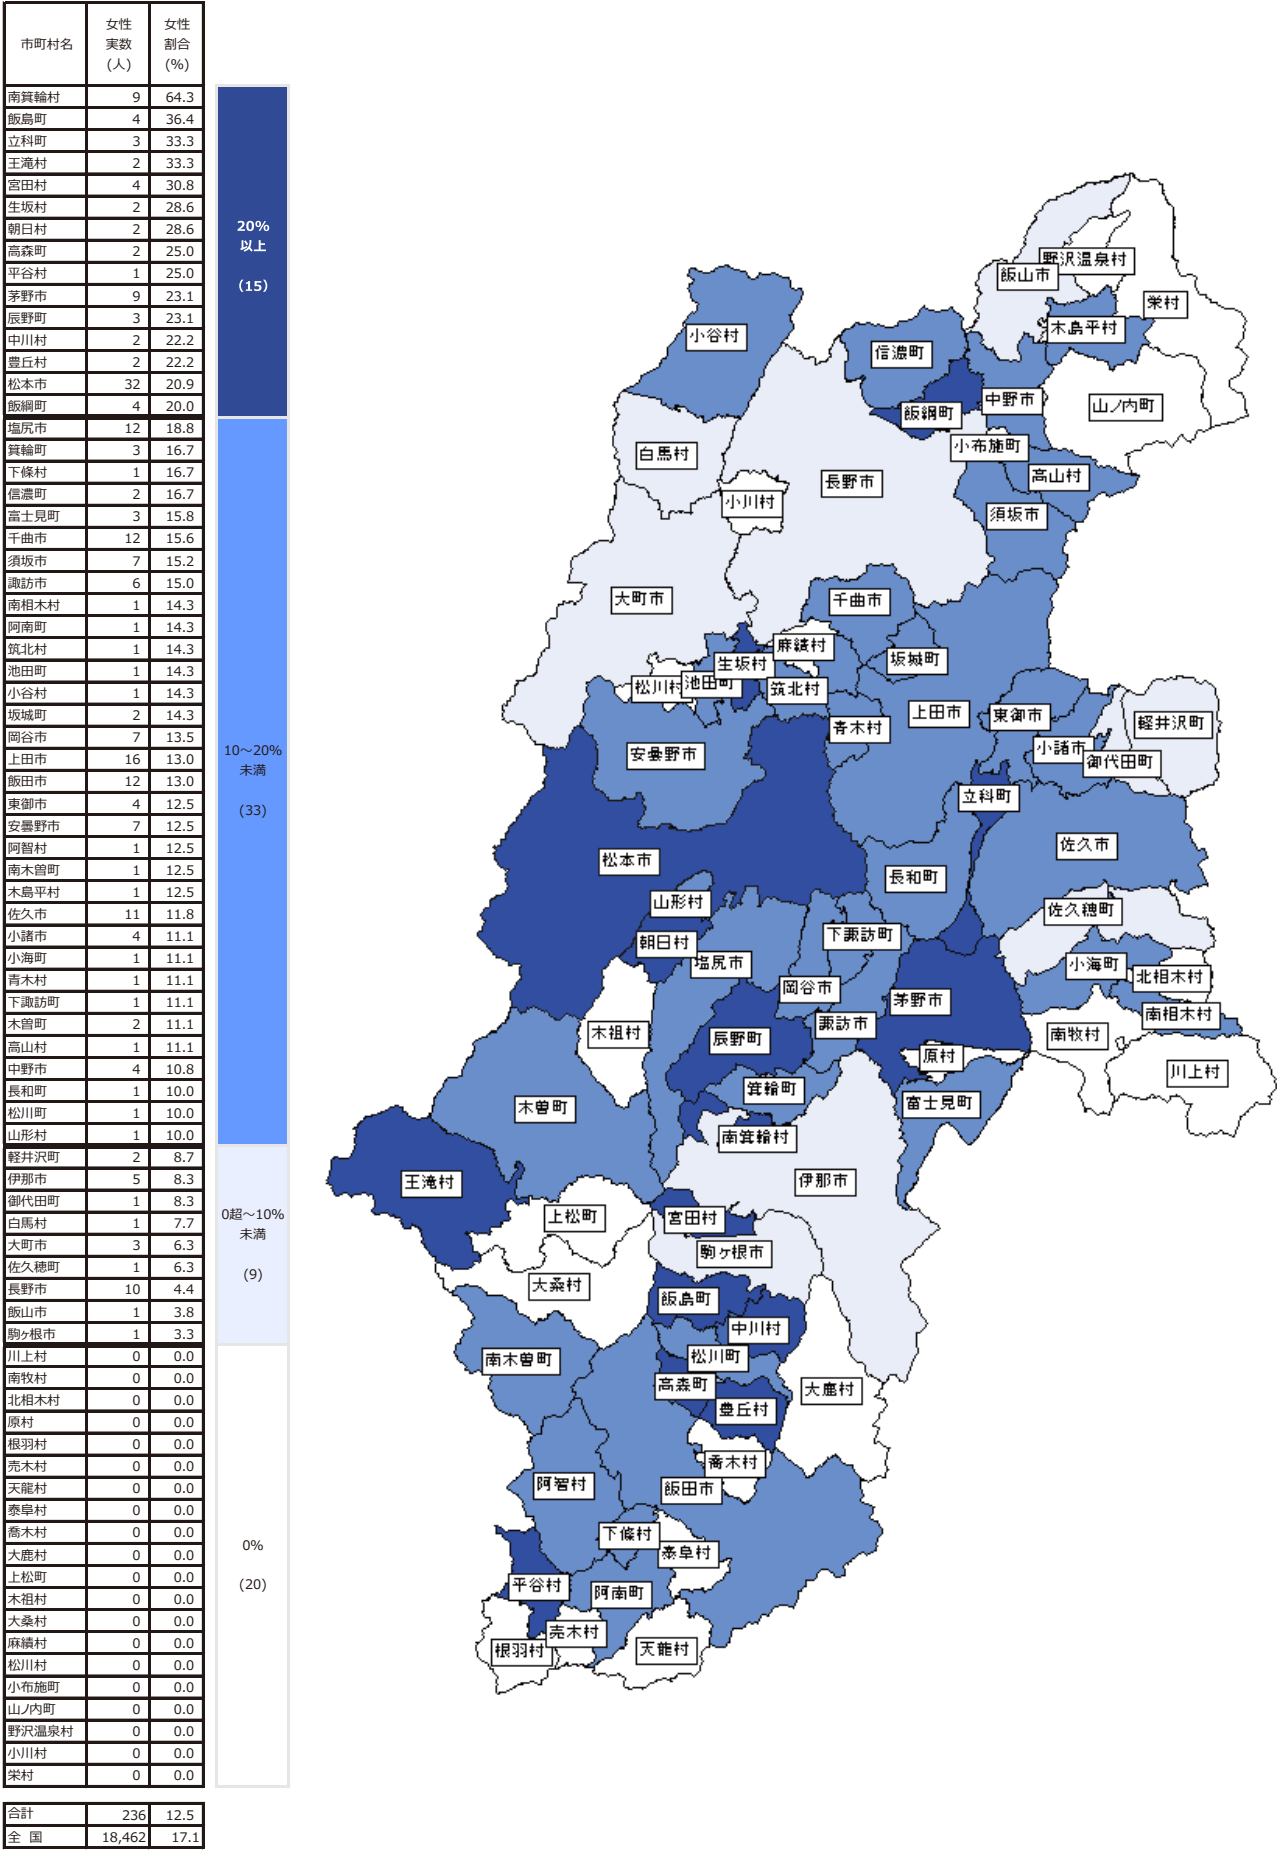 市町村名 女性実数(人) 女性割合(%)
南箕輪村 9 64.3
飯島町 4 36.4
立科町 3 33.3
王滝村 2 33.3
宮田村 4 30.8
生坂村 2 28.6
朝日村 2 28.6
高森町 2 25.0
平谷村 1 25.0
茅野市 9 23.1
辰野町 3 23.1
中川村 2 22.2
豊丘村 2 22.2
松本市 32 20.9
飯綱町 4 20.0
塩尻市 12 18.8
箕輪町 3 16.7
下條村 1 16.7
信濃町 2 16.7
富士見町 3 15.8
千曲市 12 15.6
須坂市 7 15.2
諏訪市 6 15.0
南相木村 1 14.3
阿南町 1 14.3
筑北村 1 14.3
池田町 1 14.3
小谷村 1 14.3
坂城町 2 14.3
岡谷市 7 13.5
上田市 16 13.0
飯田市 12 13.0
東御市 4 12.5
安曇野市 7 12.5
阿智村 1 12.5
南木曽町 1 12.5
木島平村 1 12.5
佐久市 11 11.8
小諸市 4 11.1
小海町 1 11.1
青木村 1 11.1
下諏訪町 1 11.1
木曽町 2 11.1
高山村 1 11.1
中野市 4 10.8
長和町 1 10.0
松川町 1 10.0
山形村 1 10.0
軽井沢町 2 8.7
伊那市 5 8.3
御代田町 1 8.3
白馬村 1 7.7
大町市 3 6.3
佐久穂町 1 6.3
長野市 10 4.4
飯山市 1 3.8
駒ヶ根市 1 3.3
川上村 0 0.0
南牧村 0 0.0
北相木村 0 0.0
原村 0 0.0
根羽村 0 0.0
売木村 0 0.0
天龍村 0 0.0
泰阜村 0 0.0
喬木村 0 0.0
大鹿村 0 0.0
上松町 0 0.0
木祖村 0 0.0
大桑村 0 0.0
麻績村 0 0.0
松川村 0 0.0
小布施町 0 0.0
山ノ内町 0 0.0
野沢温泉村 0 0.0
小川村 0 0.0
栄村 0 0.0
合計 236 12.5
全 国 18,462 17.1
20%
以上
(15)
10～20%
未満
(33)
0超～10%
未満
(9)
0%
(20)
野沢温泉村
飯山市
栄村
木島平村
小谷村
信濃町
中野市
山ノ内町
飯綱町
小布施町
白馬村
高山村
長野市
小川村
須坂市
大町市
千曲市
麻績村
坂城町
生坂村
松川村
池田町
筑北村
上田市
東御市
軽井沢町
青木村
小諸市
安曇野市
御代田町
立科町
佐久市
松本市
長和町
山形村
佐久穂町
下諏訪町
朝日村
塩尻市
小海町
北相木村
岡谷市
茅野市
南相木村
諏訪市
木祖村
辰野町
南牧村
原村
川上村
箕輪町
富士見町
木曽町
南箕輪村
王滝村
伊那市
上松町
宮田村
駒ヶ根市
大桑村
飯島町
中川村
松川町
南木曽町
高森町
大鹿村
豊丘村
喬木村
阿智村
飯田市
下條村
泰阜村
平谷村
阿南町
売木村
根羽村
天龍村